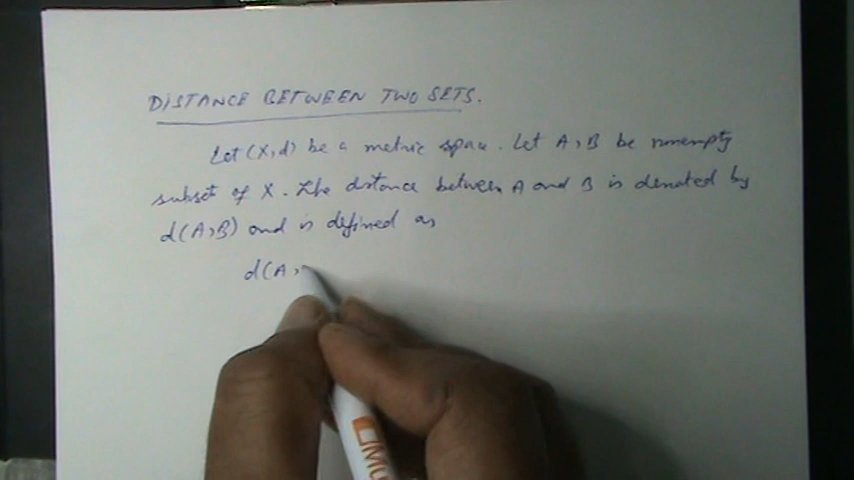 DISTANCE BETWEEN TWO SETS.
Let (X,d) be a metric space. Let A,B be nonempty
subset of X. The distance between A and B is denoted by
d(A,B) and is defined as
d(A,